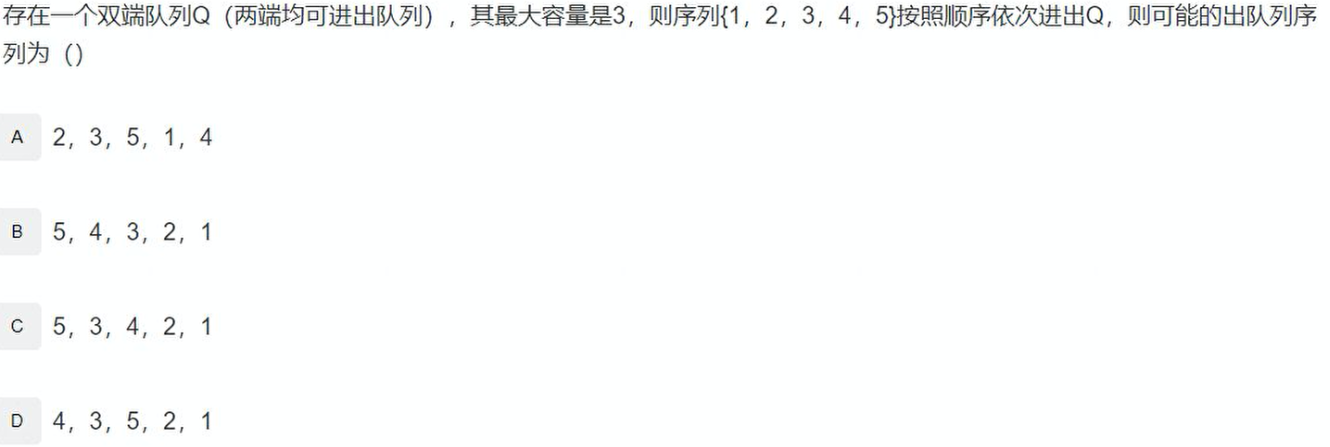 存在一个双端队列Q（两端均可进出队列），其最大容量是3，则序列{1，2，3，4，5}按照顺序依次进出Q，则可能的出队列序
列为（）
A 2，3，5，1，4
B 5，4，3，2，1
C 5，3，4，2，1
D 4，3，5，2，1